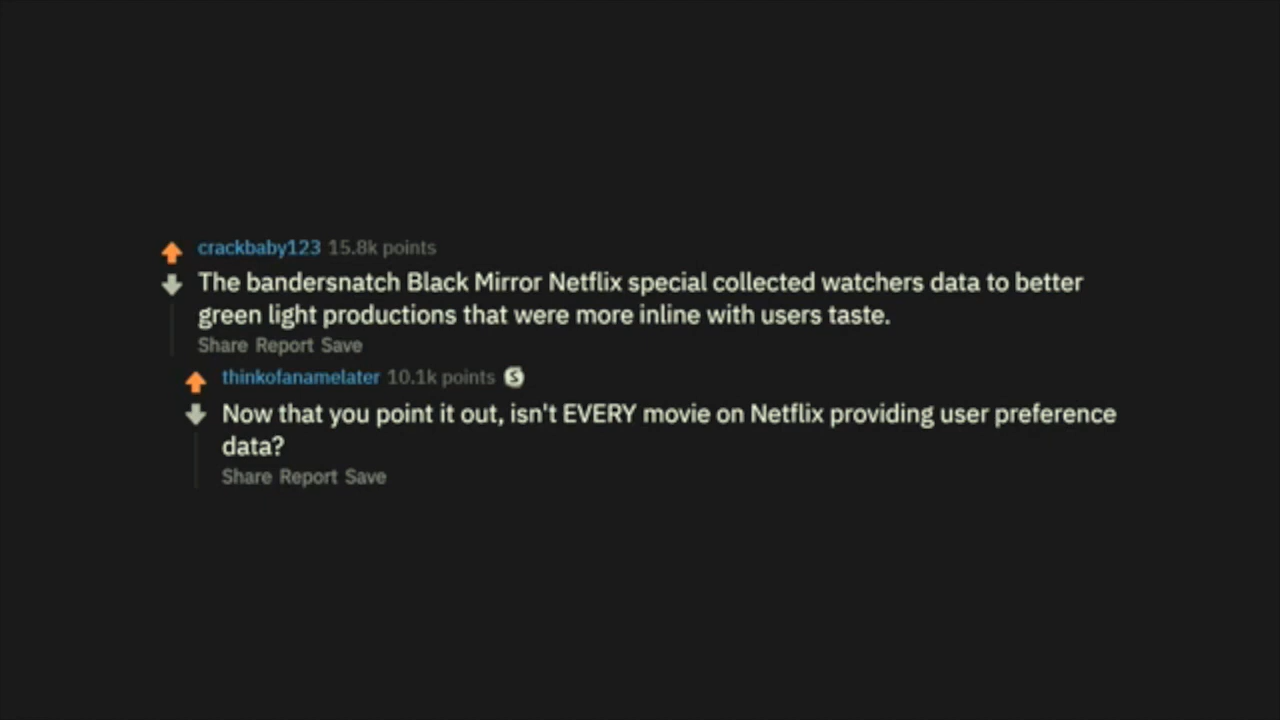 crackbaby123 15.8k points
The bandersnatch Black Mirror Netflix special collected watchers data to better
green light productions that were more inline with users taste.
Share Report Save
thinkofanamelater 10.1k points S
Now that you point it out, isn't EVERY movie on Netflix providing user preference
data?
Share Report Save